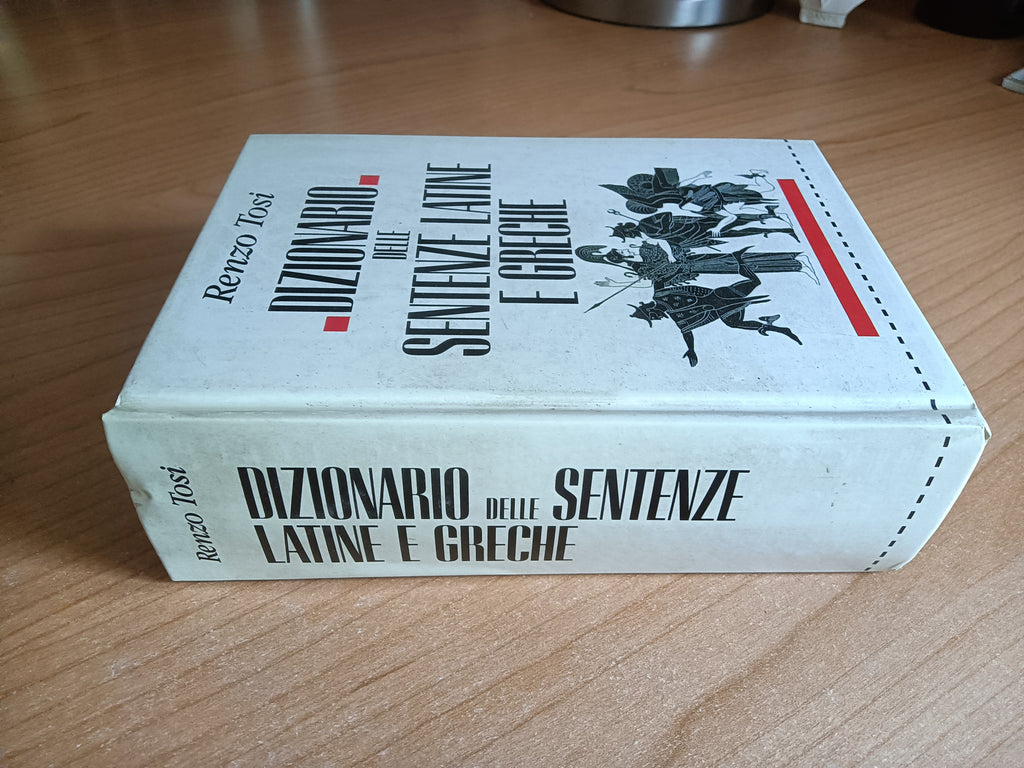 Renzo Tosi
DIZIONARIO
DELLE
SENTENZE LATINE
E GRECHE
Renzo Tosi
DIZIONARIO DELLE SENTENZE
LATINE E GRECHE